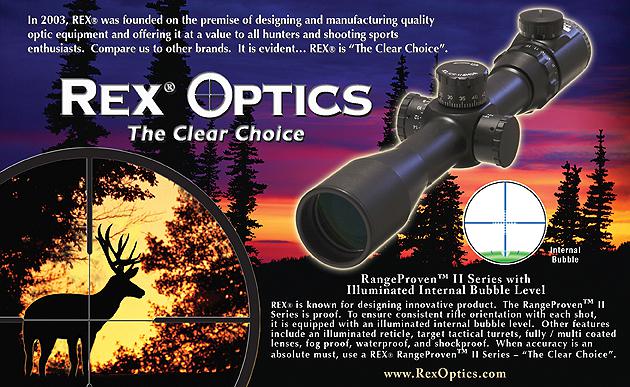 In 2003, REX® was founded on the premise of designing and manufacturing quality
optic equipment and offering it at a value to all hunters and shooting sports
enthusiasts. Compare us to other brands. It is evident... REX® is "The Clear Choice".
REX® OPTICS
The Clear Choice
Internal
Bubble
RangeProven™ II Series with
Illuminated Internal Bubble Level
REX® is known for designing innovative product. The RangeProven™ II
Series is proof. To ensure consistent rifle orientation with each shot,
it is equipped with an illuminated internal bubble level. Other features
include an illuminated reticle, target tactical turrets, fully / multi coated
lenses, fog proof, waterproof, and shockproof. When accuracy is an
absolute must, use a REX® RangeProven™ II Series – "The Clear Choice".
www.RexOptics.com